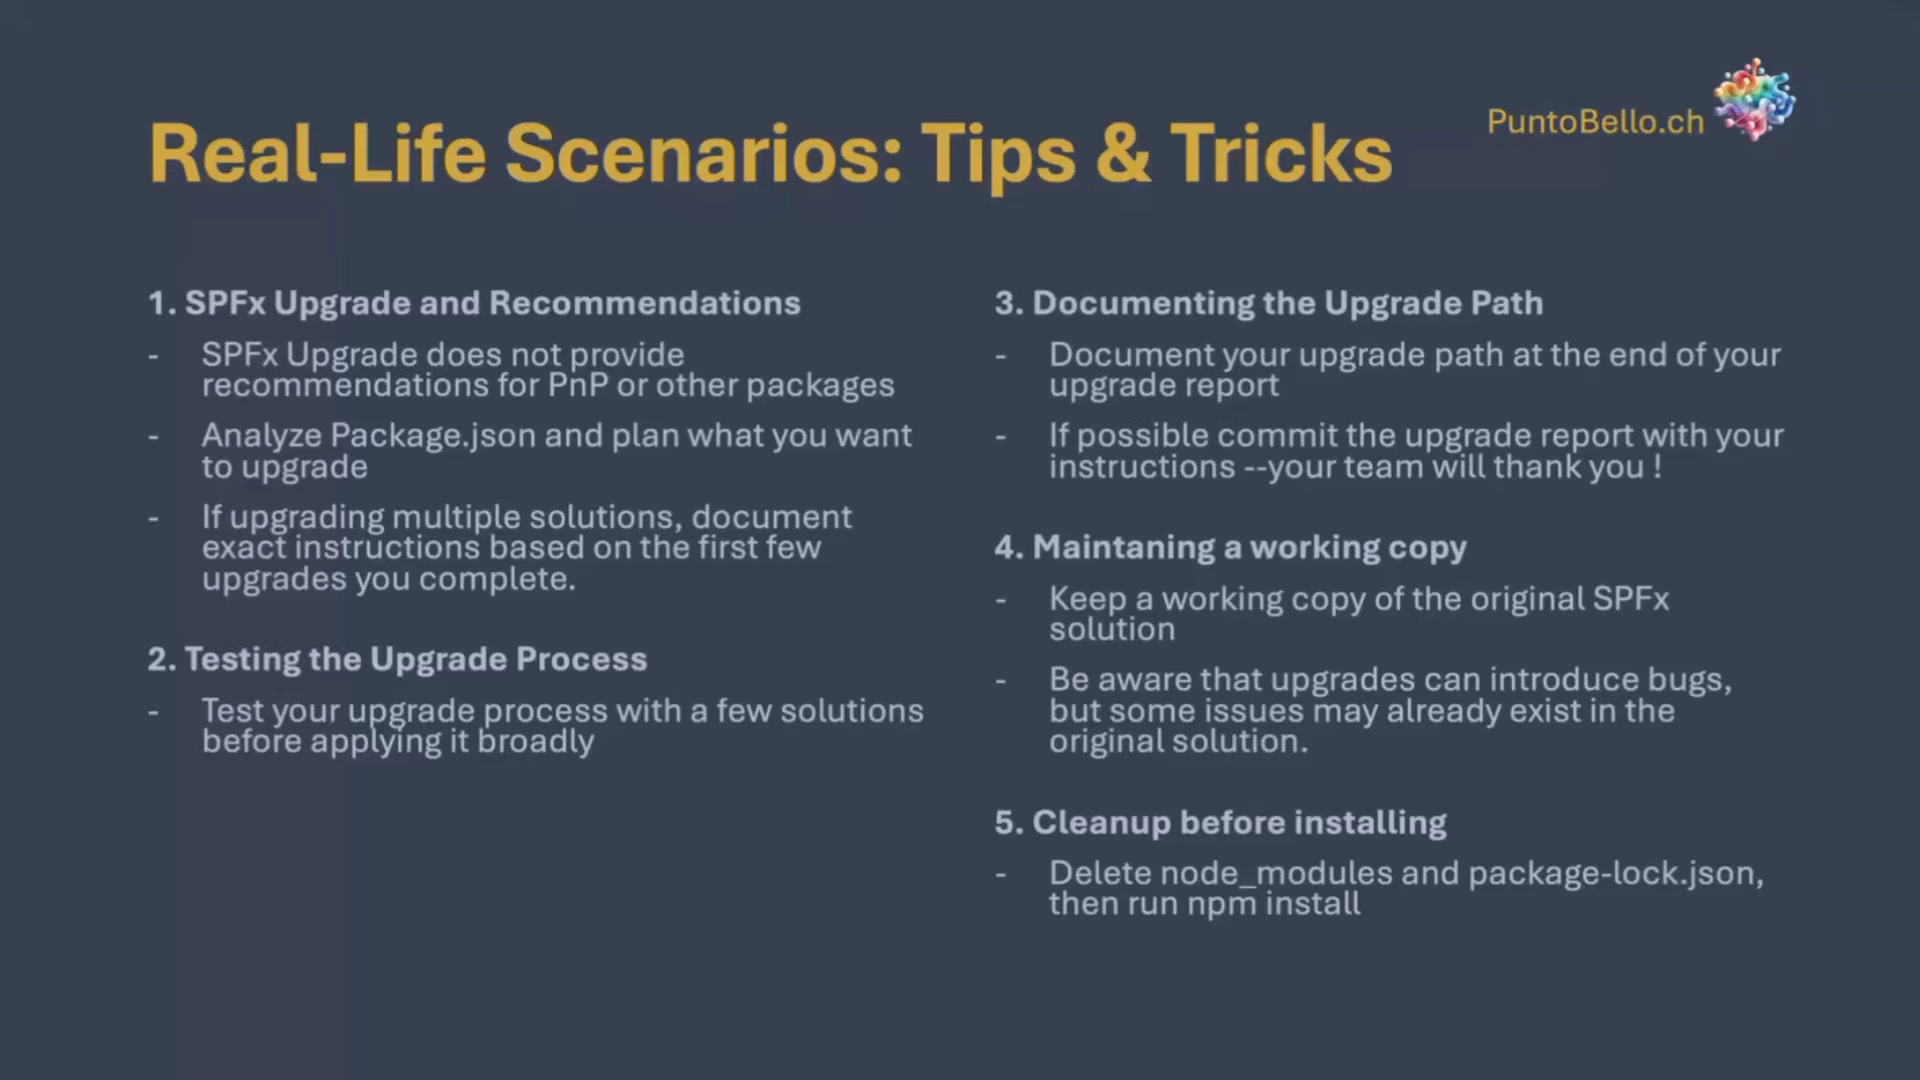 PuntoBello.ch
Real-Life Scenarios: Tips & Tricks
1. SPFx Upgrade and Recommendations
- SPFx Upgrade does not provide
recommendations for PnP or other packages
- Analyze Package.json and plan what you want
to upgrade
- If upgrading multiple solutions, document
exact instructions based on the first few
upgrades you complete.
2. Testing the Upgrade Process
- Test your upgrade process with a few solutions
before applying it broadly
3. Documenting the Upgrade Path
- Document your upgrade path at the end of your
upgrade report
- If possible commit the upgrade report with your
instructions --your team will thank you !
4. Maintaning a working copy
- Keep a working copy of the original SPFx
solution
- Be aware that upgrades can introduce bugs,
but some issues may already exist in the
original solution.
5. Cleanup before installing
- Delete node_modules and package-lock.json,
then run npm install